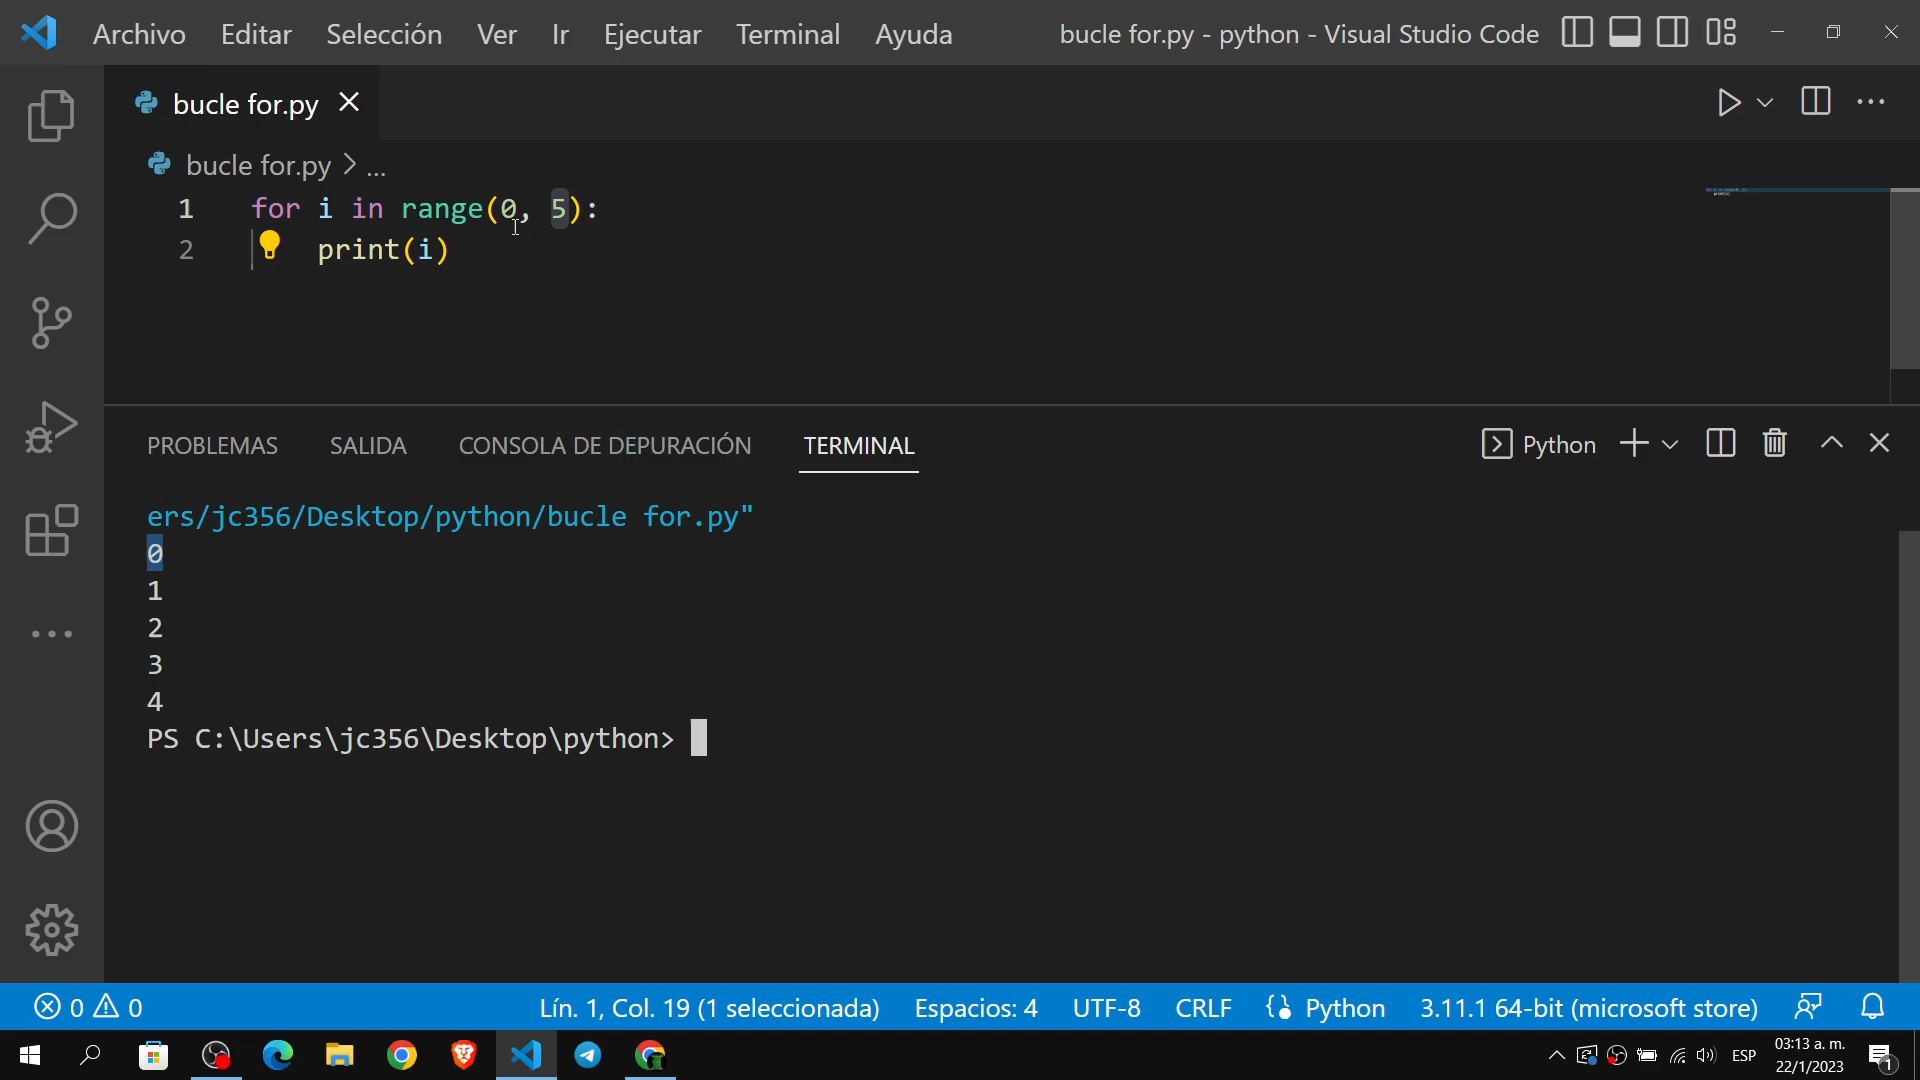 Archivo Editar Selección Ver Ir Ejecutar Terminal Ayuda bucle for.py - python - Visual Studio Code
bucle for.py
bucle for.py > ...
1 for i in range(0, 5):
2 print(i)
PROBLEMAS SALIDA CONSOLA DE DEPURACIÓN TERMINAL Python
ers/jc356/Desktop/python/bucle for.py"
0
1
2
3
4
PS C:\Users\jc356\Desktop\python>
0 0 Lín. 1, Col. 19 (1 seleccionada) Espacios: 4 UTF-8 CRLF Python 3.11.1 64-bit (microsoft store)
ESP 03:13 a. m.
22/1/2023 1